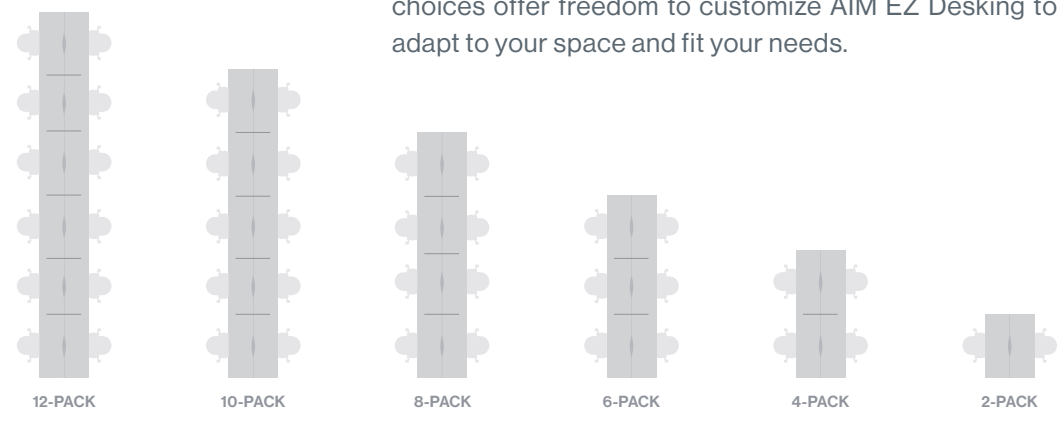 choices offer freedom to customize AIM EZ Desking to
adapt to your space and fit your needs.
12-PACK
10-PACK
8-PACK
6-PACK
4-PACK
2-PACK